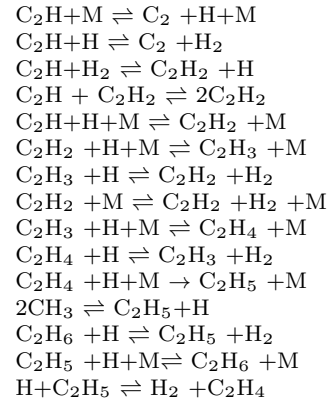 C₂H+M ⇌ C₂ +H+M
C₂H+H ⇌ C₂ +H₂
C₂H+H₂ ⇌ C₂H₂ +H
C₂H + C₂H₂ ⇌ 2C₂H₂
C₂H+H+M ⇌ C₂H₂ +M
C₂H₂ +H+M ⇌ C₂H₃ +M
C₂H₃ +H ⇌ C₂H₂ +H₂
C₂H₂ +M ⇌ C₂H₂ +H₂ +M
C₂H₃ +H+M ⇌ C₂H₄ +M
C₂H₄ +H ⇌ C₂H₃ +H₂
C₂H₄ +H+M → C₂H₅ +M
2CH₃ ⇌ C₂H₅+H
C₂H₆ +H ⇌ C₂H₅ +H₂
C₂H₅ +H+M⇌ C₂H₆ +M
H+C₂H₅ ⇌ H₂ +C₂H₄